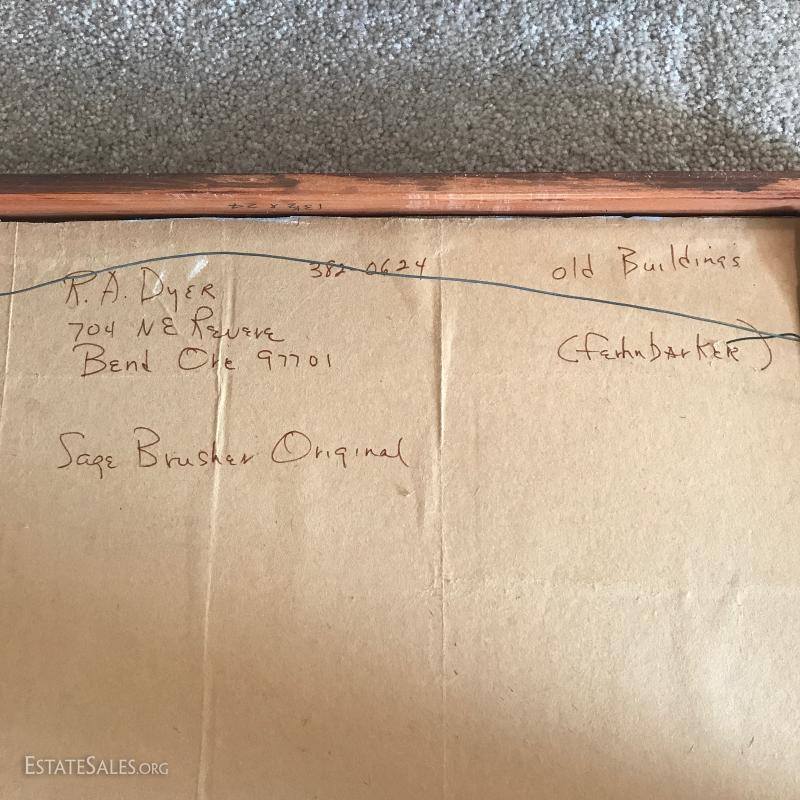 13½ x 24
382-0624
old Buildings
R. A. Dyer
704 NE Revere
Bend Ore 97701
(fernbarker)
Sage Brusher Original
ESTATESALES.ORG